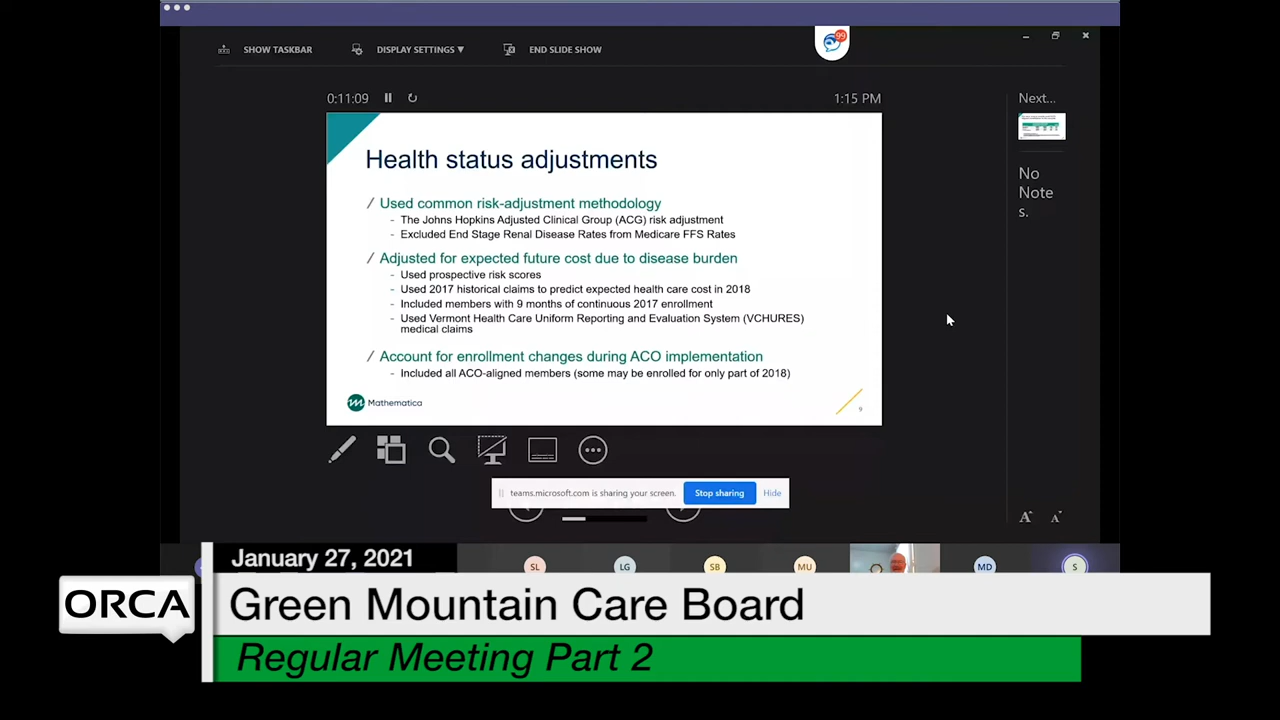 SHOW TASKBAR DISPLAY SETTINGS ▼ END SLIDE SHOW
99
0:11:09 1:15 PM
Next...
Health status adjustments
/ Used common risk-adjustment methodology
- The Johns Hopkins Adjusted Clinical Group (ACG) risk adjustment
- Excluded End Stage Renal Disease Rates from Medicare FFS Rates
/ Adjusted for expected future cost due to disease burden
- Used prospective risk scores
- Used 2017 historical claims to predict expected health care cost in 2018
- Included members with 9 months of continuous 2017 enrollment
- Used Vermont Health Care Uniform Reporting and Evaluation System (VCHURES)
medical claims
/ Account for enrollment changes during ACO implementation
- Included all ACO-aligned members (some may be enrolled for only part of 2018)
Mathematica
9
No
Note
s.
teams.microsoft.com is sharing your screen. Stop sharing Hide
A A
SL LG SB MU MD S
January 27, 2021
ORCA
Green Mountain Care Board
Regular Meeting Part 2